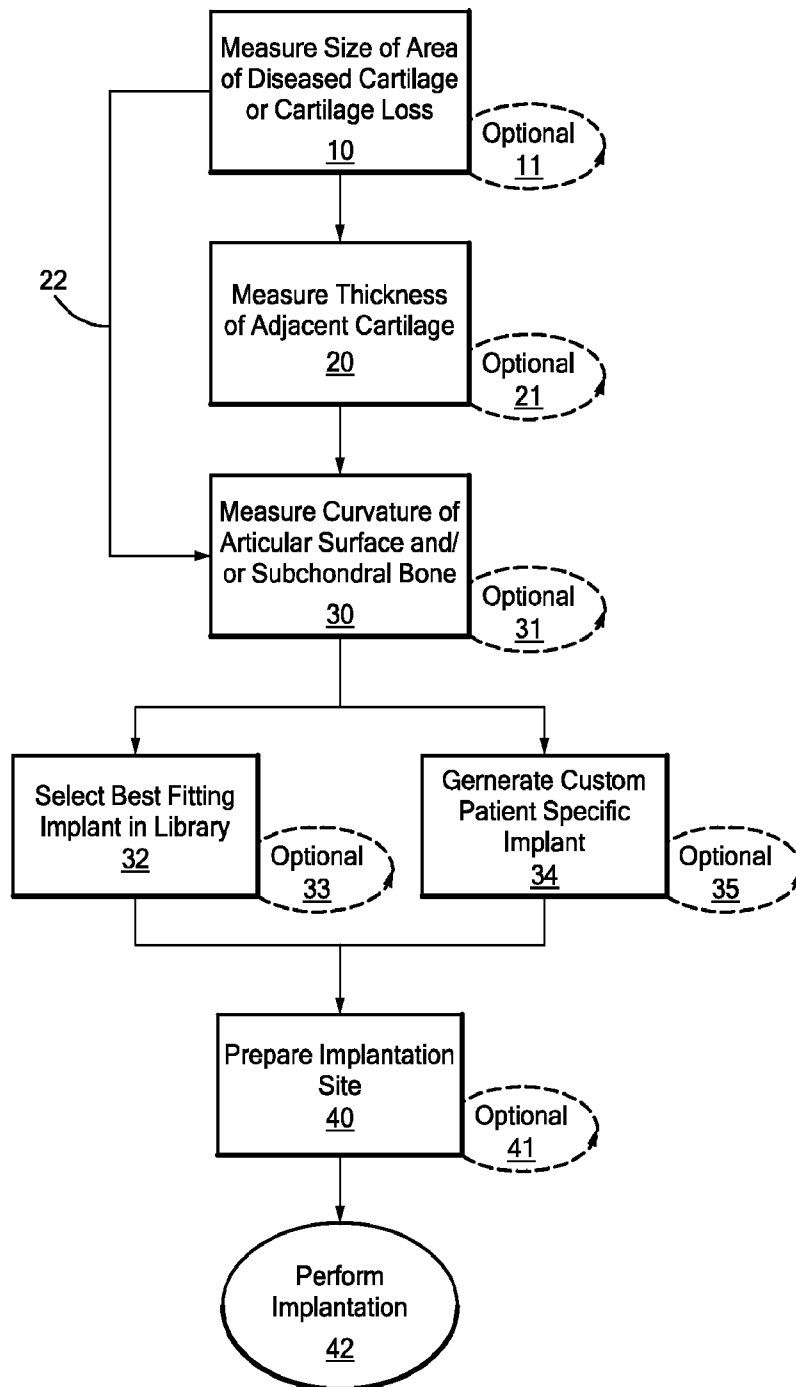 Measure Size of Area
of Diseased Cartilage
or Cartilage Loss
10
Optional
11
22
Measure Thickness
of Adjacent Cartilage
20
Optional
21
Measure Curvature of
Articular Surface and/
or Subchondral Bone
30
Optional
31
Select Best Fitting
Implant in Library
32
Optional
33
Gernerate Custom
Patient Specific
Implant
34
Optional
35
Prepare Implantation
Site
40
Optional
41
Perform
Implantation
42